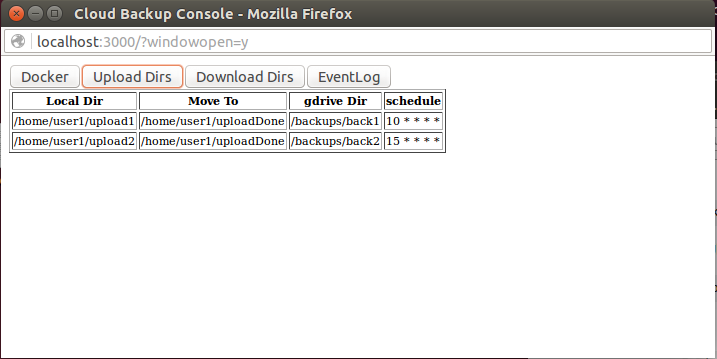 Cloud Backup Console - Mozilla Firefox
localhost:3000/?windowopen=y
Docker Upload Dirs Download Dirs EventLog
Local Dir Move To gdrive Dir schedule
/home/user1/upload1 /home/user1/uploadDone /backups/back1 10 * * * *
/home/user1/upload2 /home/user1/uploadDone /backups/back2 15 * * * *